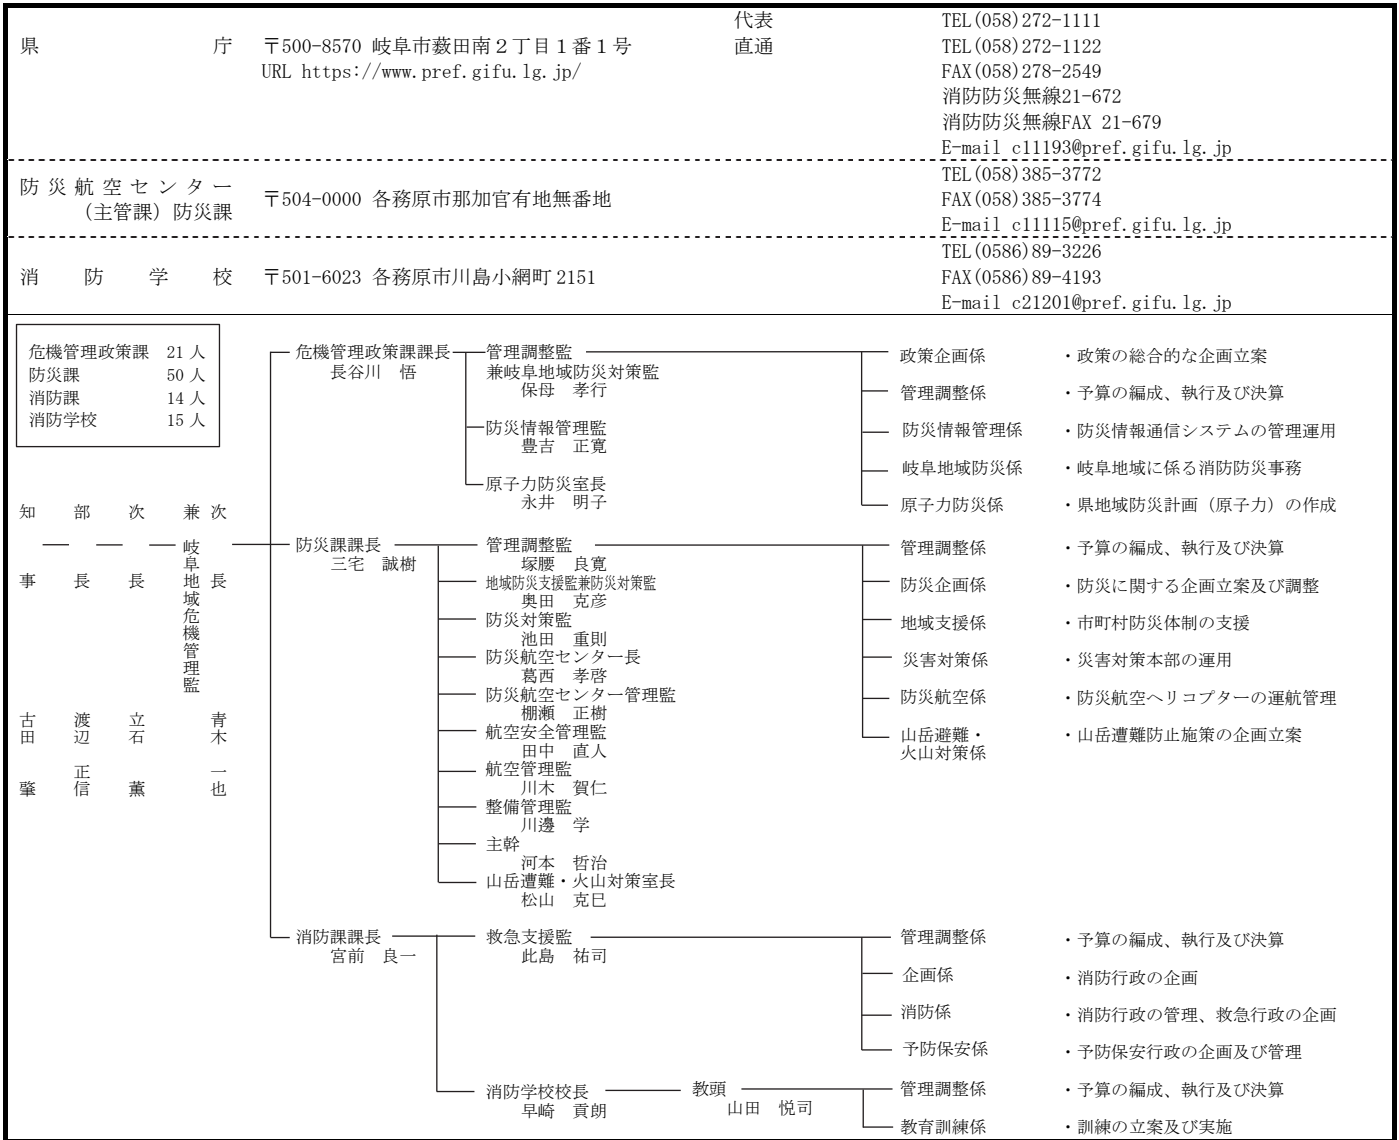 県庁 〒500-8570 岐阜市薮田南２丁目１番１号
URL https://www.pref.gifu.lg.jp/
代表 TEL(058)272-1111
直通 TEL(058)272-1122
FAX(058)278-2549
消防防災無線21-672
消防防災無線FAX 21-679
E-mail c11193@pref.gifu.lg.jp
防災航空センター
（主管課）防災課
〒504-0000 各務原市那加官有地無番地
TEL(058)385-3772
FAX(058)385-3774
E-mail c11115@pref.gifu.lg.jp
消防学校 〒501-6023 各務原市川島小網町2151
TEL(0586)89-3226
FAX(0586)89-4193
E-mail c21201@pref.gifu.lg.jp
危機管理政策課 21人
防災課 50人
消防課 14人
消防学校 15人
知事 古田 肇
部長 渡辺 正信
次長 立石 薫
次長
兼岐阜地域危機管理監
青木 一也
危機管理政策課課長
長谷川 悟
管理調整監
兼岐阜地域防災対策監
保母 孝行
防災情報管理監
豊吉 正寛
原子力防災室長
永井 明子
政策企画係 ・政策の総合的な企画立案
管理調整係 ・予算の編成、執行及び決算
防災情報管理係 ・防災情報通信システムの管理運用
岐阜地域防災係 ・岐阜地域に係る消防防災事務
原子力防災係 ・県地域防災計画（原子力）の作成
防災課課長
三宅 誠樹
管理調整監
塚腰 良寛
地域防災支援監兼防災対策監
奥田 克彦
防災対策監
池田 重則
防災航空センター長
葛西 孝啓
防災航空センター管理監
棚瀬 正樹
航空安全管理監
田中 直人
航空管理監
川木 賀仁
整備管理監
川邊 学
主幹
河本 哲治
山岳遭難・火山対策室長
松山 克巳
管理調整係 ・予算の編成、執行及び決算
防災企画係 ・防災に関する企画立案及び調整
地域支援係 ・市町村防災体制の支援
災害対策係 ・災害対策本部の運用
防災航空係 ・防災航空ヘリコプターの運航管理
山岳避難・
火山対策係
・山岳遭難防止施策の企画立案
消防課課長
宮前 良一
救急支援監
此島 祐司
管理調整係 ・予算の編成、執行及び決算
企画係 ・消防行政の企画
消防係 ・消防行政の管理、救急行政の企画
予防保安係 ・予防保安行政の企画及び管理
消防学校校長
早崎 貢朗
教頭
山田 悦司
管理調整係 ・予算の編成、執行及び決算
教育訓練係 ・訓練の立案及び実施